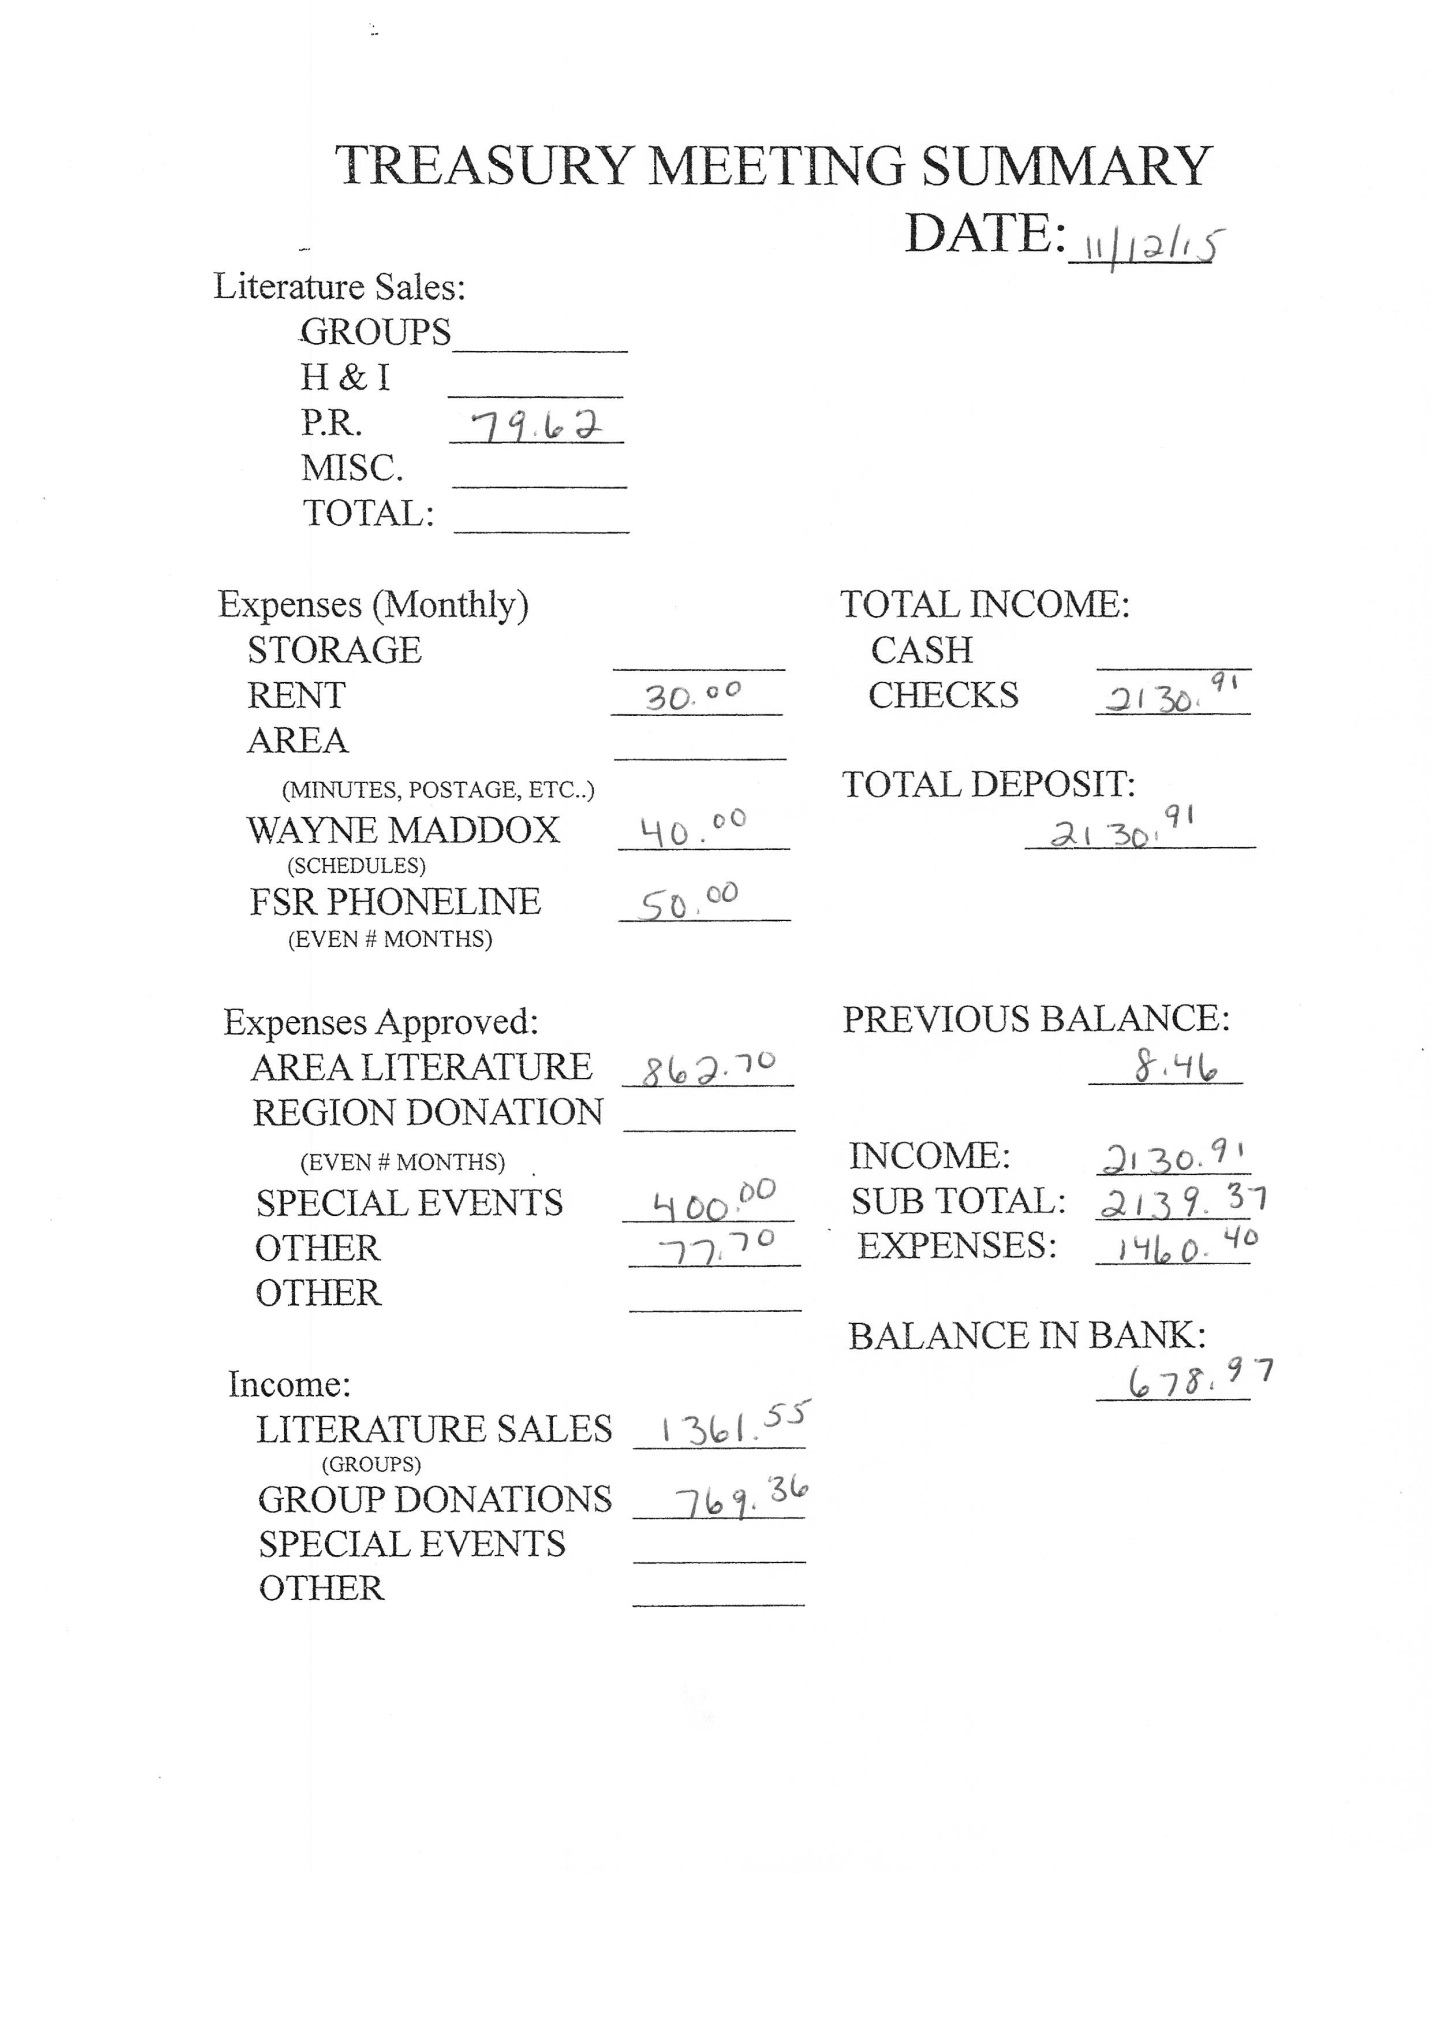 TREASURY MEETING SUMMARY
DATE: 11/12/15
Literature Sales:
GROUPS
H & I
P.R. 79.62
MISC.
TOTAL:
Expenses (Monthly)
STORAGE
RENT 30.00
AREA
(MINUTES, POSTAGE, ETC..)
WAYNE MADDOX 40.00
(SCHEDULES)
FSR PHONELINE 50.00
(EVEN # MONTHS)
TOTAL INCOME:
CASH
CHECKS 2130.91
TOTAL DEPOSIT:
2130.91
Expenses Approved:
AREA LITERATURE 862.70
REGION DONATION
(EVEN # MONTHS)
SPECIAL EVENTS 400.00
OTHER 77.70
OTHER
PREVIOUS BALANCE:
8.46
INCOME: 2130.91
SUB TOTAL: 2139.37
EXPENSES: 1460.40
BALANCE IN BANK:
678.97
Income:
LITERATURE SALES 1361.55
(GROUPS)
GROUP DONATIONS 769.36
SPECIAL EVENTS
OTHER